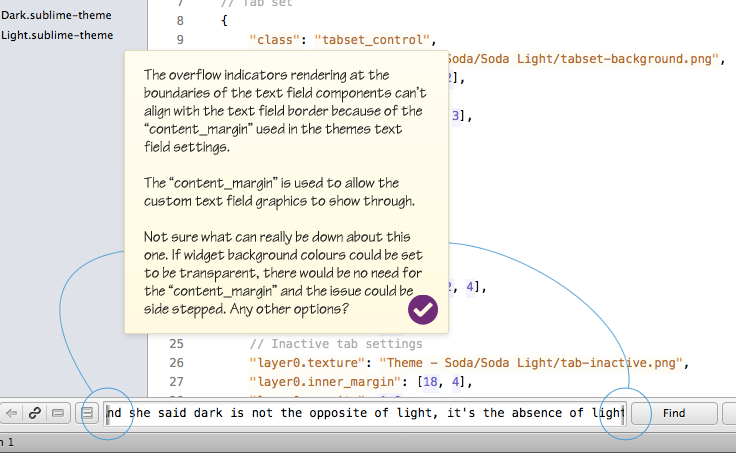 Dark.sublime-theme
Light.sublime-theme
7 // Tab set
8 {
9 "class": "tabset_control",
Soda/Soda Light/tabset-background.png",
2],
3],
The overflow indicators rendering at the
boundaries of the text field components can't
align with the text field border because of the
"content_margin" used in the themes text
field settings.
The "content_margin" is used to allow the
custom text field graphics to show through.
Not sure what can really be down about this
one. If widget background colours could be set
to be transparent, there would be no need for
the "content_margin" and the issue could be
side stepped. Any other options?
2, 4],
25 // Inactive tab settings
26 "layer0.texture": "Theme - Soda/Soda Light/tab-inactive.png",
27 "layer0.inner_margin": [18, 4],
nd she said dark is not the opposite of light, it's the absence of light
Find
1